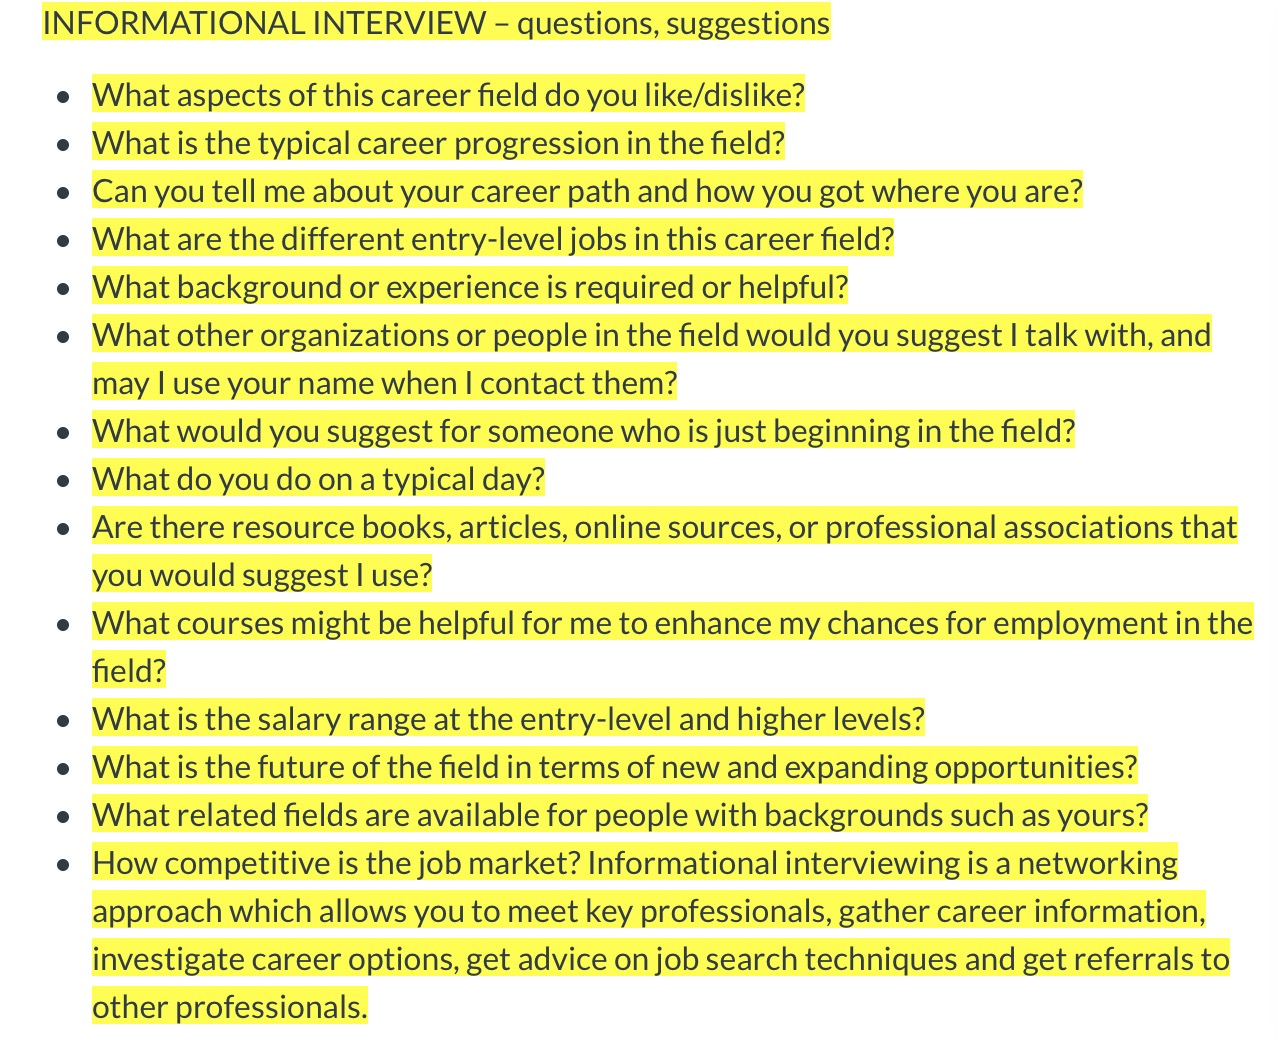 INFORMATIONAL INTERVIEW – questions, suggestions
• What aspects of this career field do you like/dislike?
• What is the typical career progression in the field?
• Can you tell me about your career path and how you got where you are?
• What are the different entry-level jobs in this career field?
• What background or experience is required or helpful?
• What other organizations or people in the field would you suggest I talk with, and
may I use your name when I contact them?
• What would you suggest for someone who is just beginning in the field?
• What do you do on a typical day?
• Are there resource books, articles, online sources, or professional associations that
you would suggest I use?
• What courses might be helpful for me to enhance my chances for employment in the
field?
• What is the salary range at the entry-level and higher levels?
• What is the future of the field in terms of new and expanding opportunities?
• What related fields are available for people with backgrounds such as yours?
• How competitive is the job market? Informational interviewing is a networking
approach which allows you to meet key professionals, gather career information,
investigate career options, get advice on job search techniques and get referrals to
other professionals.